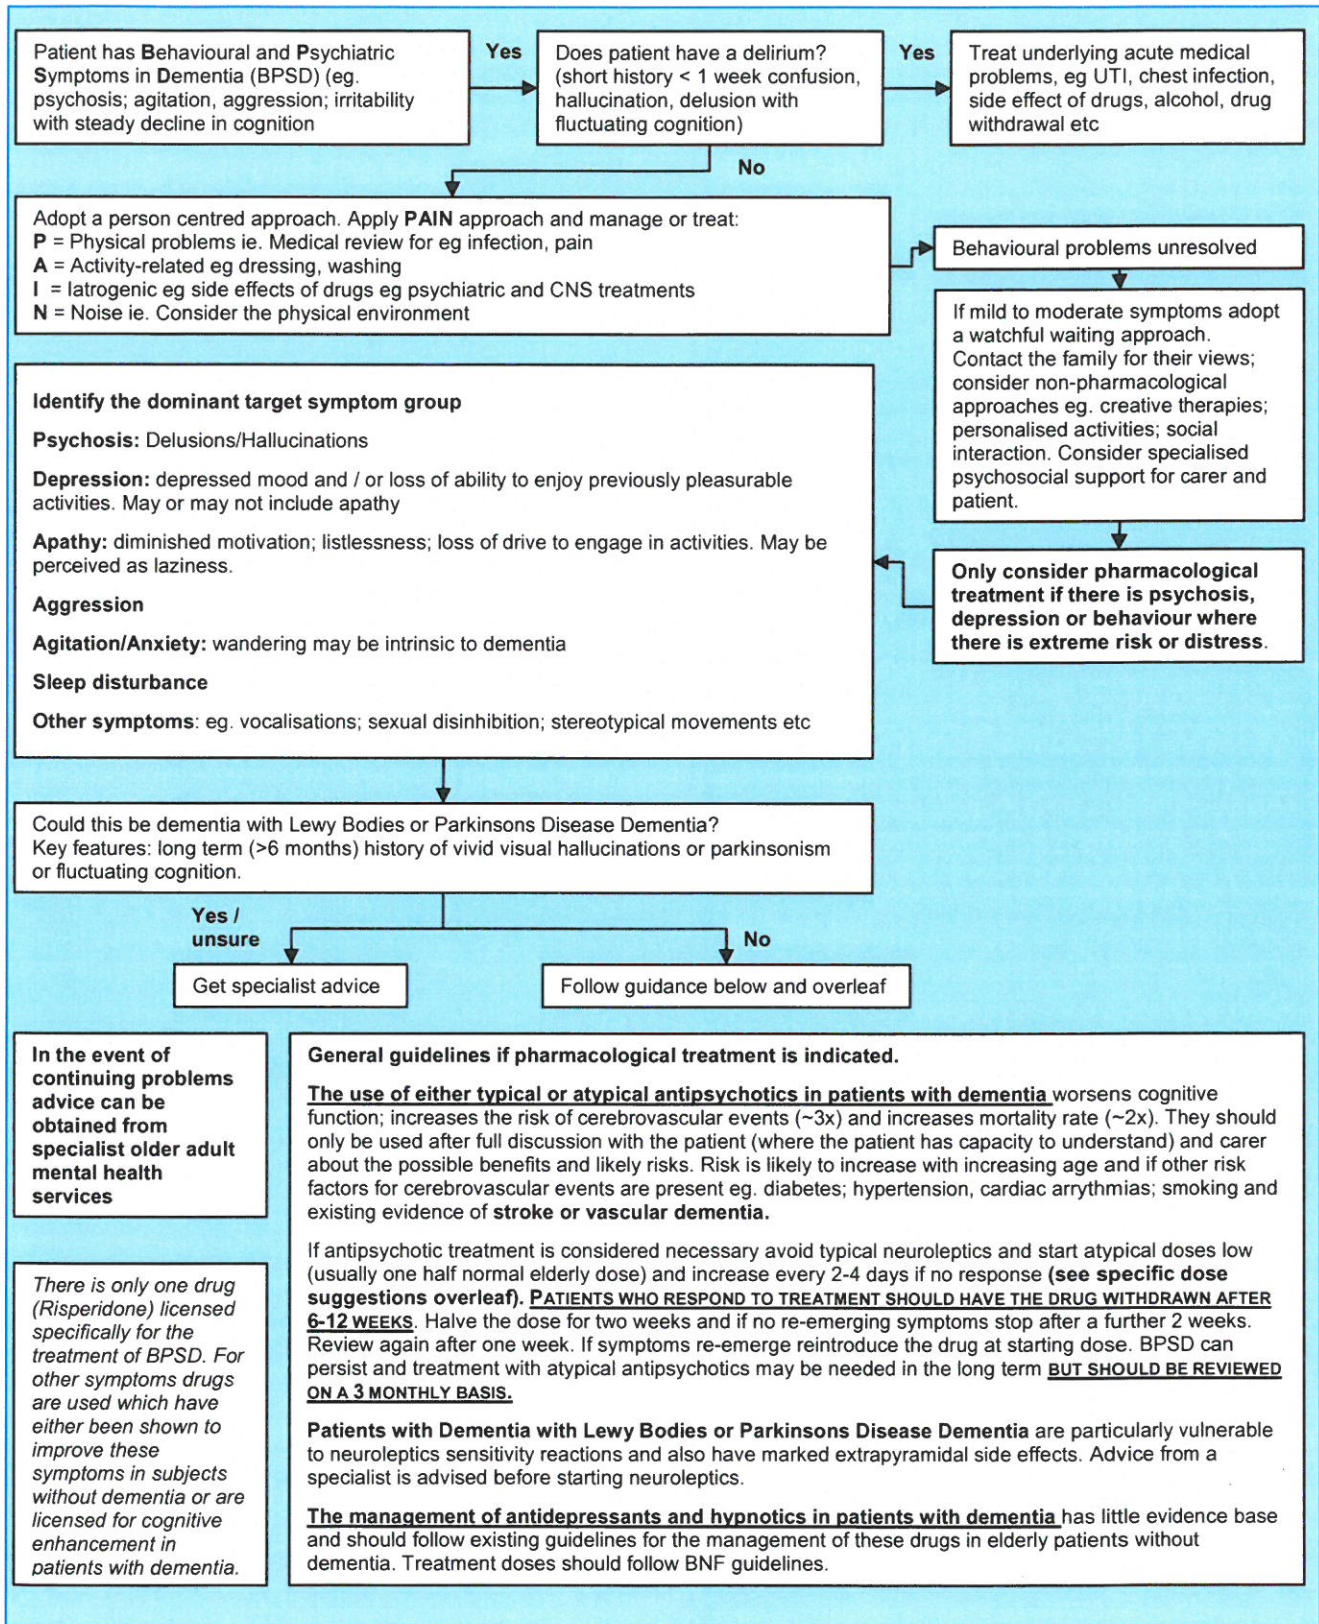 Patient has Behavioural and Psychiatric
Symptoms in Dementia (BPSD) (eg.
psychosis; agitation, aggression; irritability
with steady decline in cognition
Yes
Does patient have a delirium?
(short history < 1 week confusion,
hallucination, delusion with
fluctuating cognition)
Yes
Treat underlying acute medical
problems, eg UTI, chest infection,
side effect of drugs, alcohol, drug
withdrawal etc
No
Adopt a person centred approach. Apply PAIN approach and manage or treat:
P = Physical problems ie. Medical review for eg infection, pain
A = Activity-related eg dressing, washing
I = Iatrogenic eg side effects of drugs eg psychiatric and CNS treatments
N = Noise ie. Consider the physical environment
Behavioural problems unresolved
If mild to moderate symptoms adopt
a watchful waiting approach.
Contact the family for their views;
consider non-pharmacological
approaches eg. creative therapies;
personalised activities; social
interaction. Consider specialised
psychosocial support for carer and
patient.
Only consider pharmacological
treatment if there is psychosis,
depression or behaviour where
there is extreme risk or distress.
Identify the dominant target symptom group
Psychosis: Delusions/Hallucinations
Depression: depressed mood and / or loss of ability to enjoy previously pleasurable
activities. May or may not include apathy
Apathy: diminished motivation; listlessness; loss of drive to engage in activities. May be
perceived as laziness.
Aggression
Agitation/Anxiety: wandering may be intrinsic to dementia
Sleep disturbance
Other symptoms: eg. vocalisations; sexual disinhibition; stereotypical movements etc
Could this be dementia with Lewy Bodies or Parkinsons Disease Dementia?
Key features: long term (>6 months) history of vivid visual hallucinations or parkinsonism
or fluctuating cognition.
Yes /
unsure
No
Get specialist advice
Follow guidance below and overleaf
In the event of
continuing problems
advice can be
obtained from
specialist older adult
mental health
services
There is only one drug
(Risperidone) licensed
specifically for the
treatment of BPSD. For
other symptoms drugs
are used which have
either been shown to
improve these
symptoms in subjects
without dementia or are
licensed for cognitive
enhancement in
patients with dementia.
General guidelines if pharmacological treatment is indicated.
The use of either typical or atypical antipsychotics in patients with dementia worsens cognitive
function; increases the risk of cerebrovascular events (~3x) and increases mortality rate (~2x). They should
only be used after full discussion with the patient (where the patient has capacity to understand) and carer
about the possible benefits and likely risks. Risk is likely to increase with increasing age and if other risk
factors for cerebrovascular events are present eg. diabetes; hypertension, cardiac arrythmias; smoking and
existing evidence of stroke or vascular dementia.
If antipsychotic treatment is considered necessary avoid typical neuroleptics and start atypical doses low
(usually one half normal elderly dose) and increase every 2-4 days if no response (see specific dose
suggestions overleaf). PATIENTS WHO RESPOND TO TREATMENT SHOULD HAVE THE DRUG WITHDRAWN AFTER
6-12 WEEKS. Halve the dose for two weeks and if no re-emerging symptoms stop after a further 2 weeks.
Review again after one week. If symptoms re-emerge reintroduce the drug at starting dose. BPSD can
persist and treatment with atypical antipsychotics may be needed in the long term BUT SHOULD BE REVIEWED
ON A 3 MONTHLY BASIS.
Patients with Dementia with Lewy Bodies or Parkinsons Disease Dementia are particularly vulnerable
to neuroleptics sensitivity reactions and also have marked extrapyramidal side effects. Advice from a
specialist is advised before starting neuroleptics.
The management of antidepressants and hypnotics in patients with dementia has little evidence base
and should follow existing guidelines for the management of these drugs in elderly patients without
dementia. Treatment doses should follow BNF guidelines.